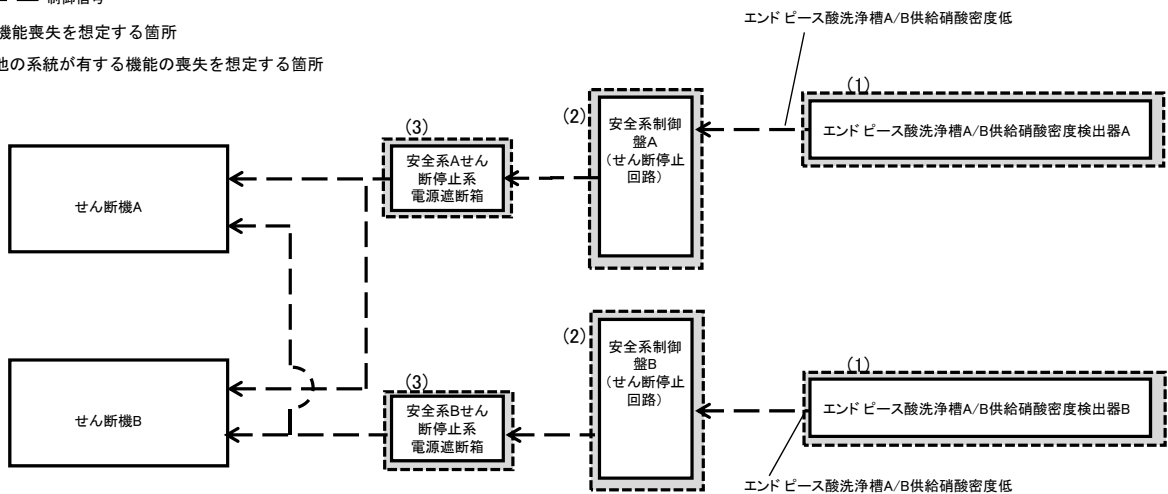 制御信号
機能喪失を想定する箇所
他の系統が有する機能の喪失を想定する箇所
エンドピース酸洗浄槽A/B供給硝酸密度低
(1)
エンドピース酸洗浄槽A/B供給硝酸密度検出器A
(2)
安全系制御
盤A
(せん断停止
回路)
(3)
安全系Aせん
断停止系
電源遮断箱
せん断機A
(1)
エンドピース酸洗浄槽A/B供給硝酸密度検出器B
(2)
安全系制御
盤B
(せん断停止
回路)
(3)
安全系Bせん
断停止系
電源遮断箱
せん断機B
エンドピース酸洗浄槽A/B供給硝酸密度低